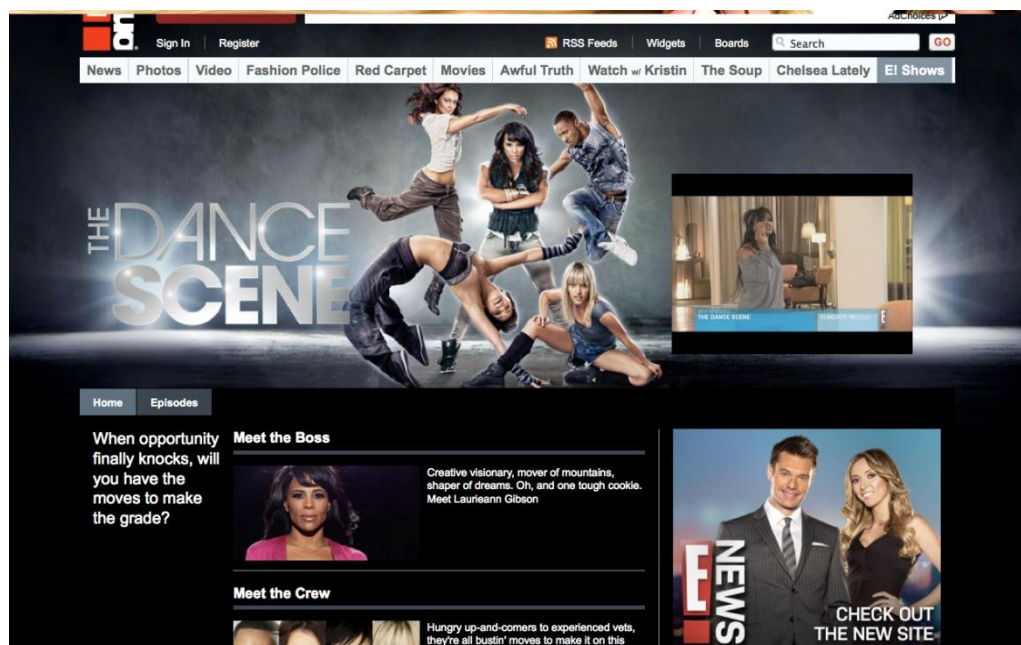 on
AdChoices
Sign In | Register
RSS Feeds | Widgets | Boards
Search
GO
News Photos Video Fashion Police Red Carpet Movies Awful Truth Watch w/ Kristin The Soup Chelsea Lately E! Shows
THE
DANCE
SCENE
THE DANCE SCENE
SUNDAYS
E
Home Episodes
When opportunity
finally knocks, will
you have the
moves to make
the grade?
Meet the Boss
Creative visionary, mover of mountains,
shaper of dreams. Oh, and one tough cookie.
Meet Laurieann Gibson
Meet the Crew
Hungry up-and-comers to experienced vets,
they're all bustin' moves to make it on this
E!
NEWS
CHECK OUT
THE NEW SITE